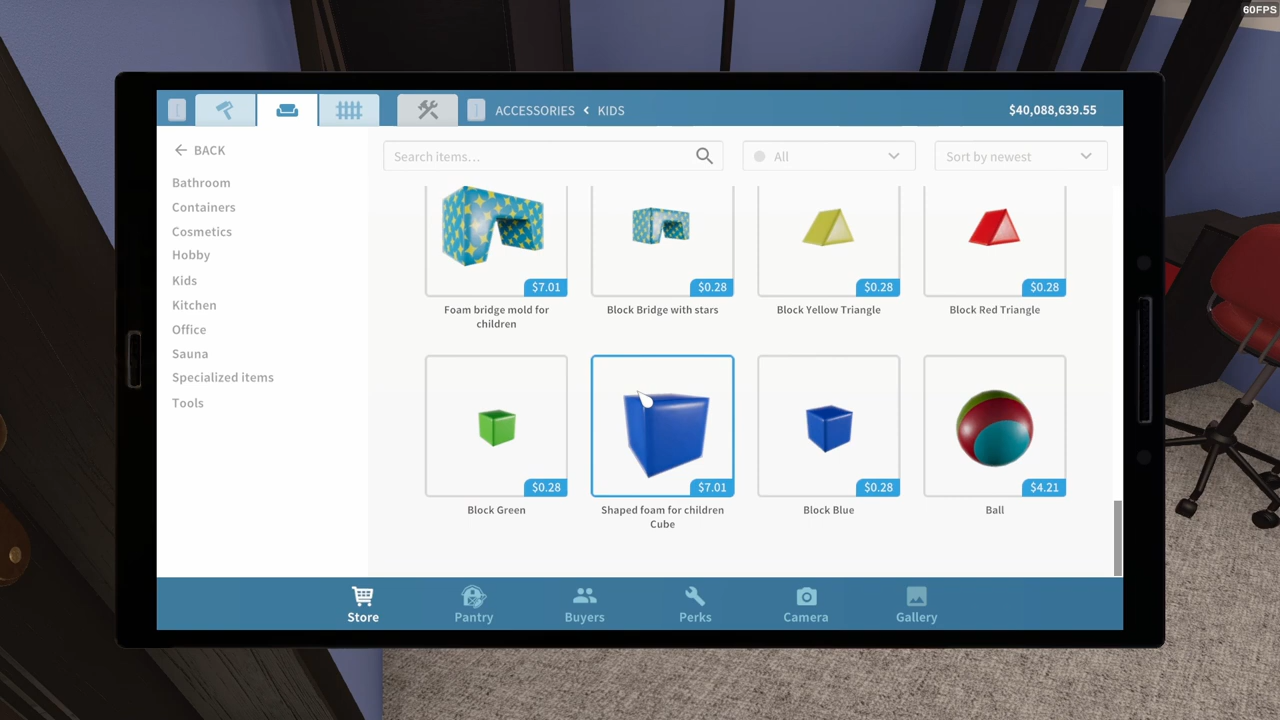 60FPS
ACCESSORIES < KIDS
$40,088,639.55
BACK
Search items...
All
Sort by newest
Bathroom
Containers
Cosmetics
Hobby
Kids
Kitchen
Office
Sauna
Specialized items
Tools
$7.01
$0.28
$0.28
$0.28
Foam bridge mold for
children
Block Bridge with stars
Block Yellow Triangle
Block Red Triangle
$0.28
$7.01
$0.28
$4.21
Block Green
Shaped foam for children
Cube
Block Blue
Ball
Store
Pantry
Buyers
Perks
Camera
Gallery